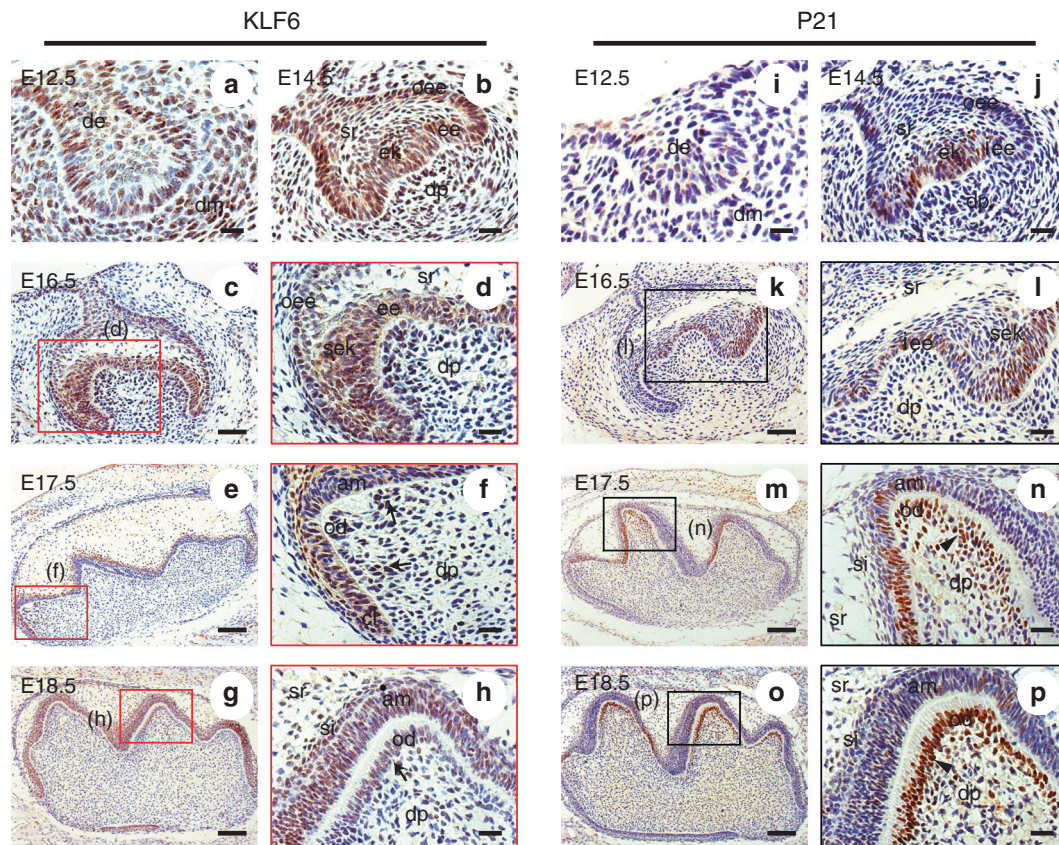 KLF6 P21
E12.5 a E14.5 b E12.5 i E14.5 j
de dm oee sr ee ek dp de dm oee sr ek iee dp
E16.5 c d E16.5 k l
(d) sr oee ee sek dp (l) sr sek iee dp
E17.5 e f E17.5 m n
(f) am od dp cl (n) am od dp si sr
E18.5 g h E18.5 o p
(h) sr am si od dp (p) sr am od si dp